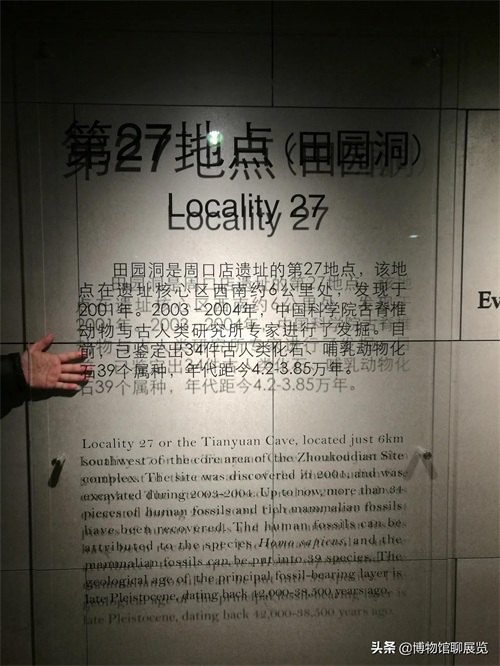 第27地点（田园洞）
Locality 27
田园洞是周口店遗址的第27地点，该地
点在遗址核心区西南约6公里处，发现于
2001年。2003－2004年，中国科学院古脊椎
动物与古人类研究所专家进行了发掘。目
前，已鉴定出34件古人类化石、哺乳动物化
石39个属种，年代距今4.2-3.85万年。
Locality 27 or the Tianyuan Cave, located just 6km
southwest of the core area of the Zhoukoudian Site
complex. The site was discovered in 2001, and was
excavated during 2003-2004. Up to now, more than 34
pieces of human fossils and rich mammalian fossils
have been recovered. The human fossils can be
attributed to the species Homo sapiens, and the
mammalian fossils can be put into 39 species. The
geological age of the principal fossil-bearing layer is
late Pleistocene, dating back 42,000-38,500 years ago.
Ev
头条 @博物馆聊展览